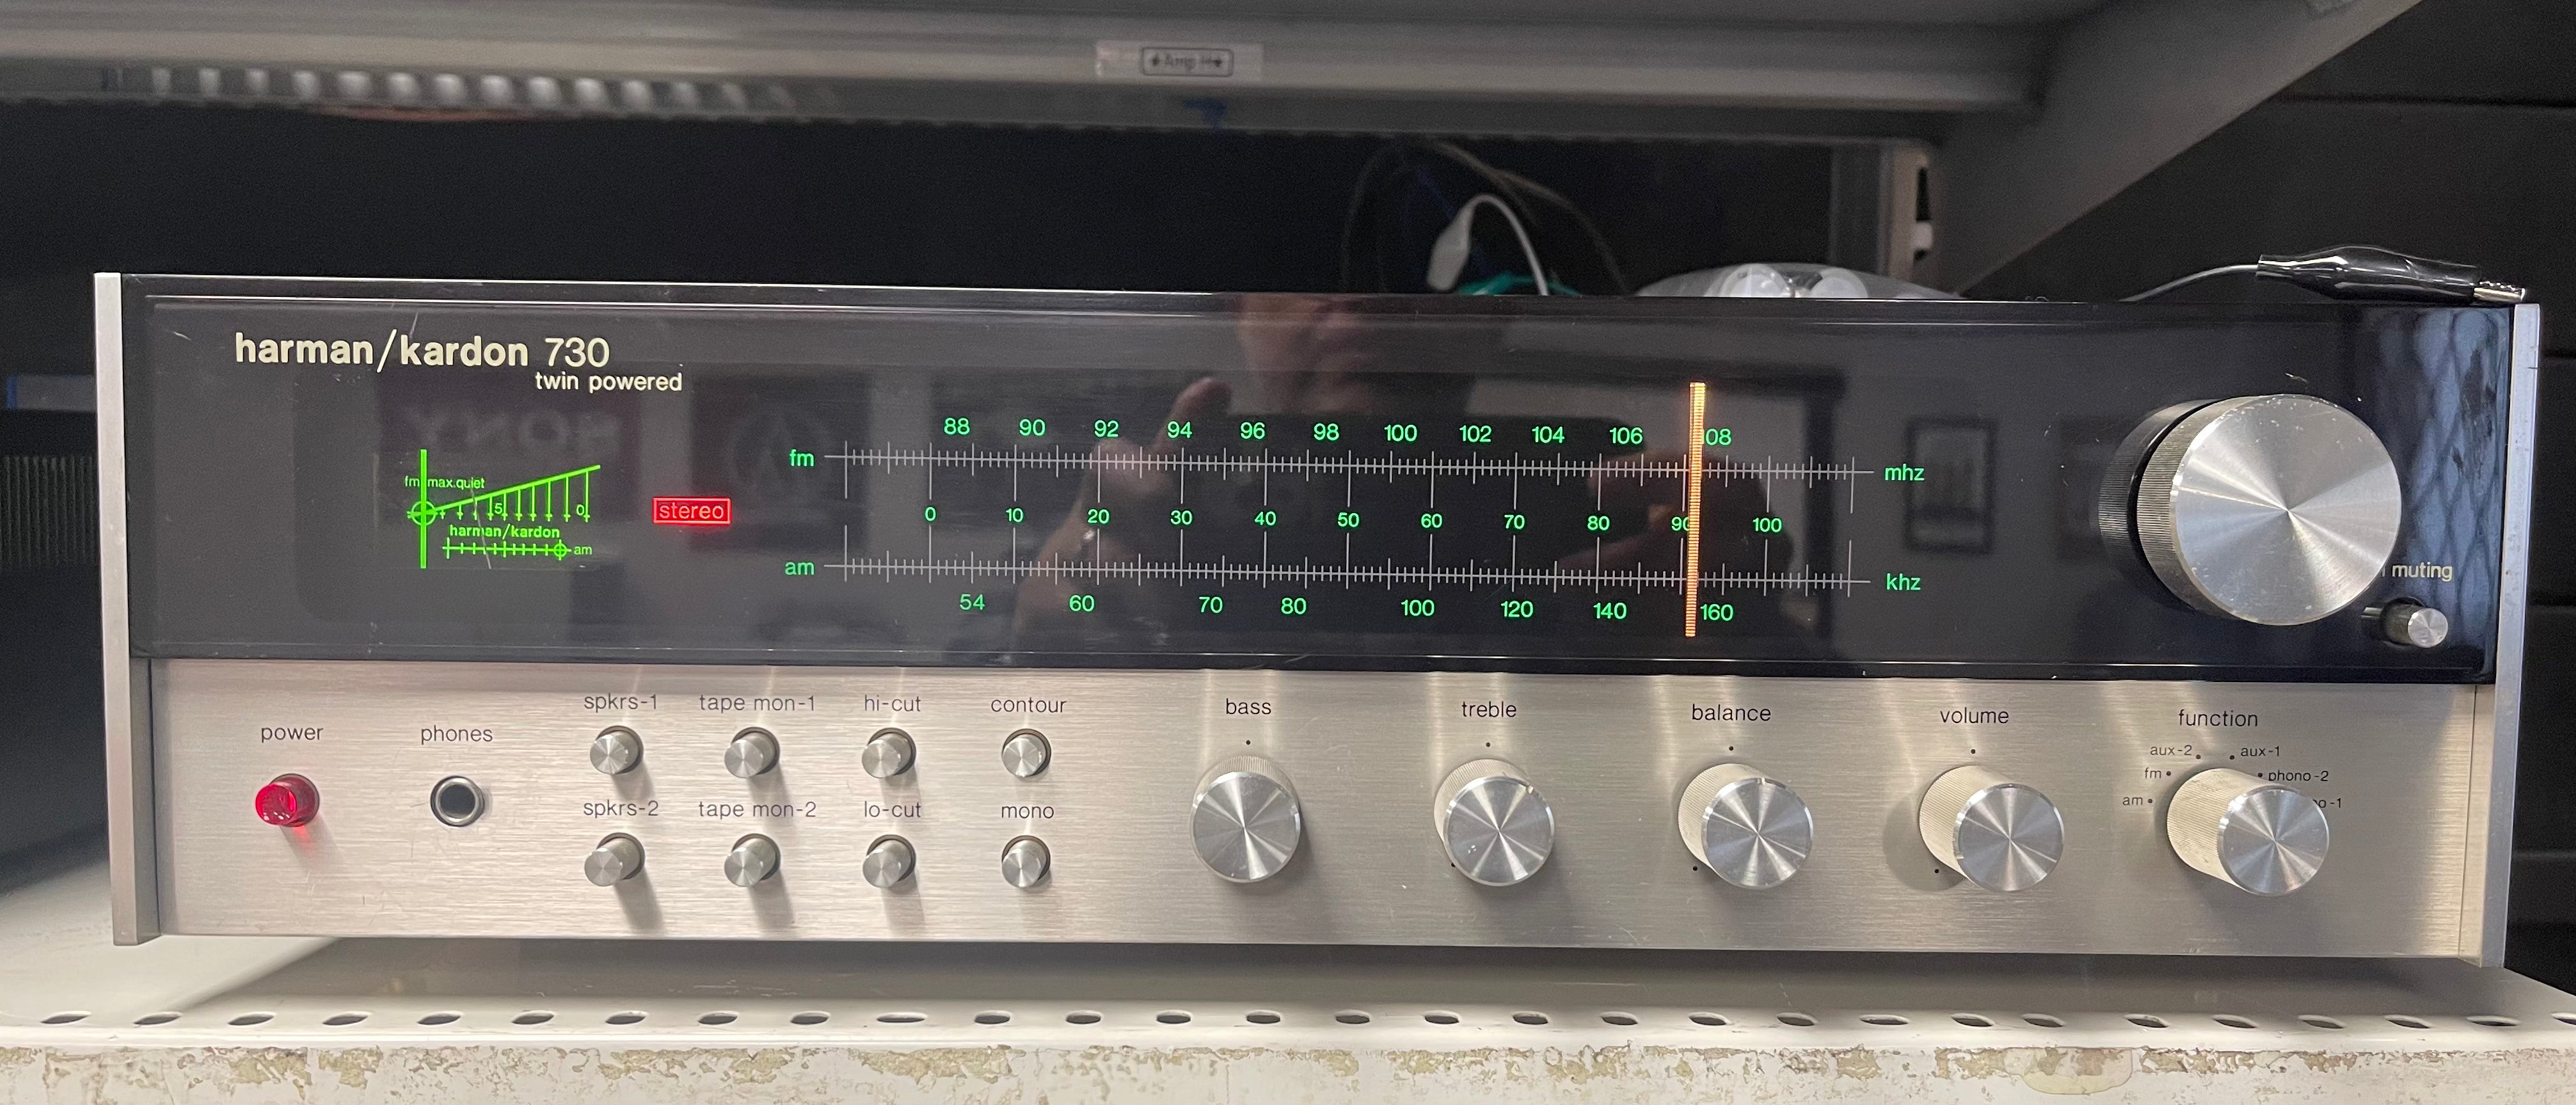 Amp H
harman/kardon 730
twin powered
88 90 92 94 96 98 100 102 104 106 08
fm mhz
fm max.quiet
5 0
stereo
0 10 20 30 40 50 60 70 80 90 100
harman/kardon
am
am khz
muting
54 60 70 80 100 120 140 160
power
phones
spkrs-1 tape mon-1 hi-cut contour
spkrs-2 tape mon-2 lo-cut mono
bass treble balance volume function
aux-2 aux-1
fm phono-2
am o-1